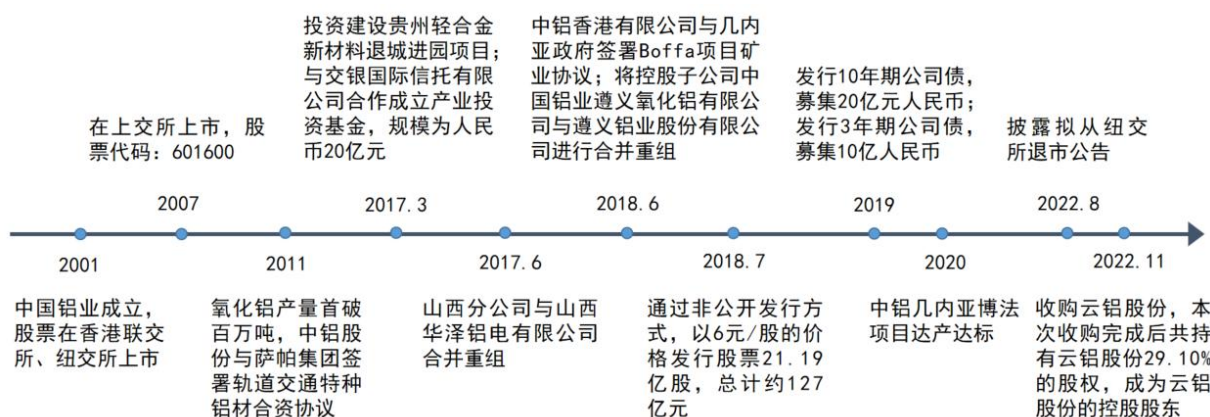 在上交所上市，股
票代码：601600
投资建设贵州轻合金
新材料退城进园项目；
与交银国际信托有限
公司合作成立产业投
资基金，规模为人民
币20亿元
中铝香港有限公司与几内
亚政府签署Boffa项目矿
业协议；将控股子公司中
国铝业遵义氧化铝有限公
司与遵义铝业股份有限公
司进行合并重组
发行10年期公司债，
募集20亿元人民币；
发行3年期公司债，
募集10亿人民币
披露拟从纽交
所退市公告
2007
2017.3
2018.6
2019
2022.8
2001
2011
2017.6
2018.7
2020
2022.11
中国铝业成立，
股票在香港联交
所、纽交所上市
氧化铝产量首破
百万吨，中铝股
份与萨帕集团签
署轨道交通特种
铝材合资协议
山西分公司与山西
华泽铝电有限公司
合并重组
通过非公开发行方
式，以6元/股的价
格发行股票21.19
亿股，总计约127
亿元
中铝几内亚博法
项目达产达标
收购云铝股份，本
次收购完成后共持
有云铝股份29.10%
的股权，成为云铝
股份的控股股东